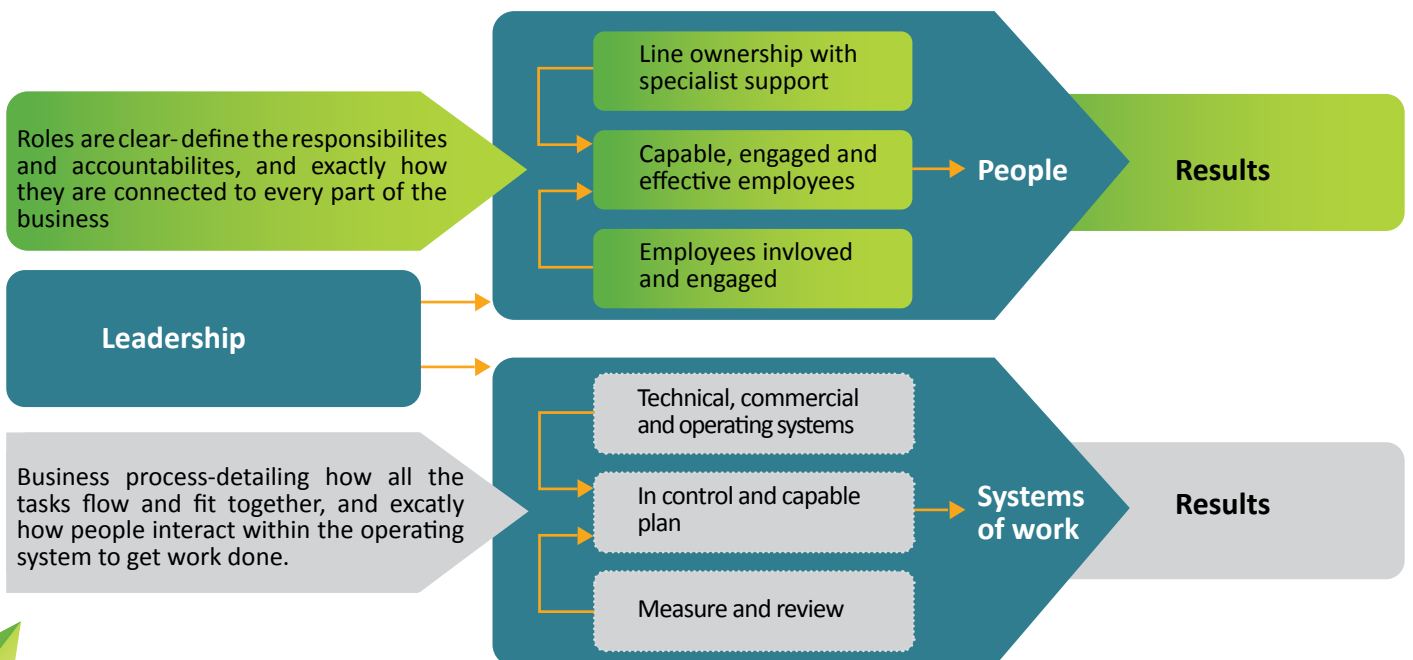 Roles are clear- define the responsibilites
and accountabilites, and exactly how
they are connected to every part of the
business
Line ownership with
specialist support
Capable, engaged and
effective employees
Employees invloved
and engaged
People
Results
Leadership
Business process-detailing how all the
tasks flow and fit together, and excatly
how people interact within the operating
system to get work done.
Technical, commercial
and operating systems
In control and capable
plan
Measure and review
Systems
of work
Results